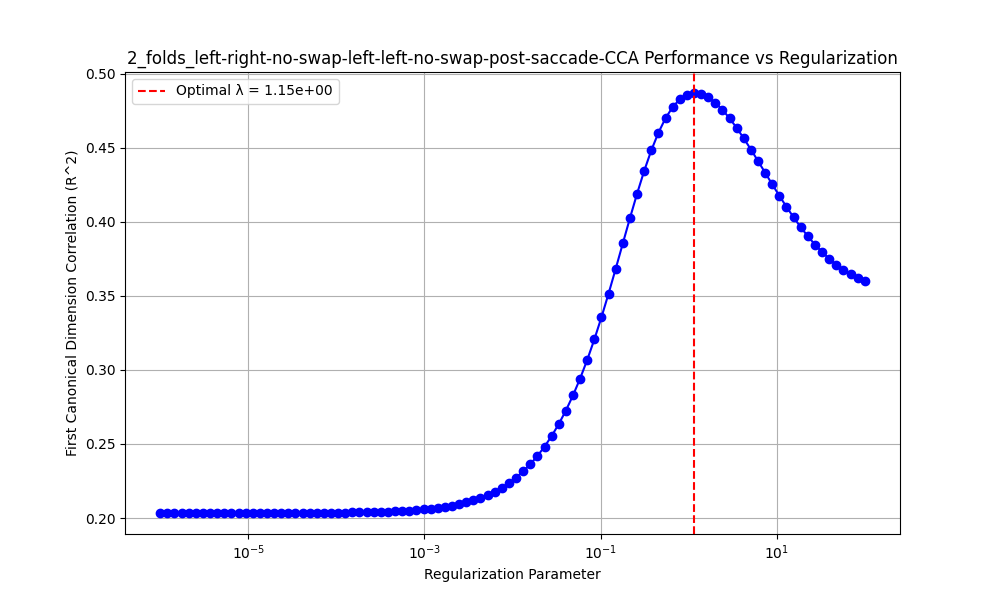 2_folds_left-right-no-swap-left-left-no-swap-post-saccade-CCA Performance vs Regularization
Optimal λ = 1.15e+00
First Canonical Dimension Correlation (R^2)
0.50
0.45
0.40
0.35
0.30
0.25
0.20
10⁻⁵
10⁻³
10⁻¹
10¹
Regularization Parameter